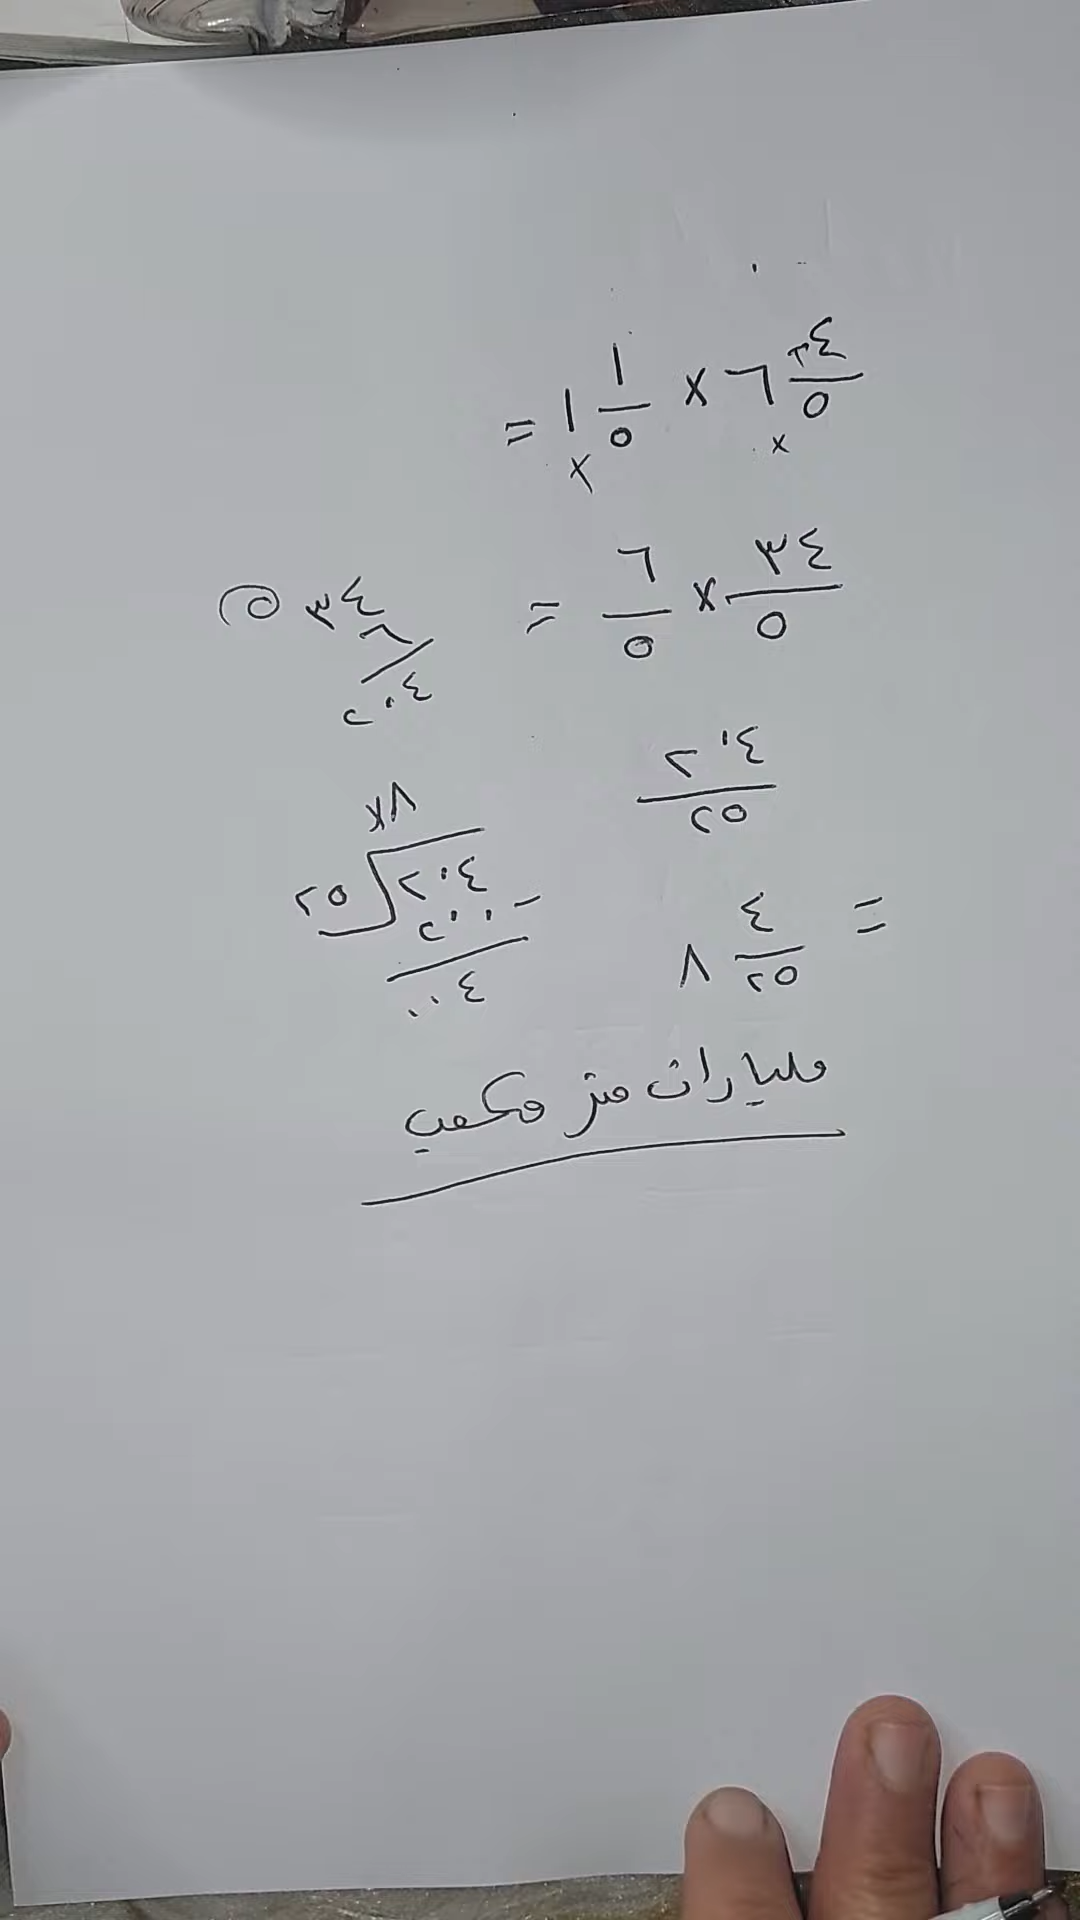 = ١ ١/٥ × ٦ ٤/٥
= ٦/٥ × ٣٤/٥
٣٤
٦
٢٠٤
٢٠٤/٢٥
٨
٢٥ ٢٠٤
٢٠٠ -
٠٠٤
٨ ٤/٢٥ =
مليارات متر مكعب